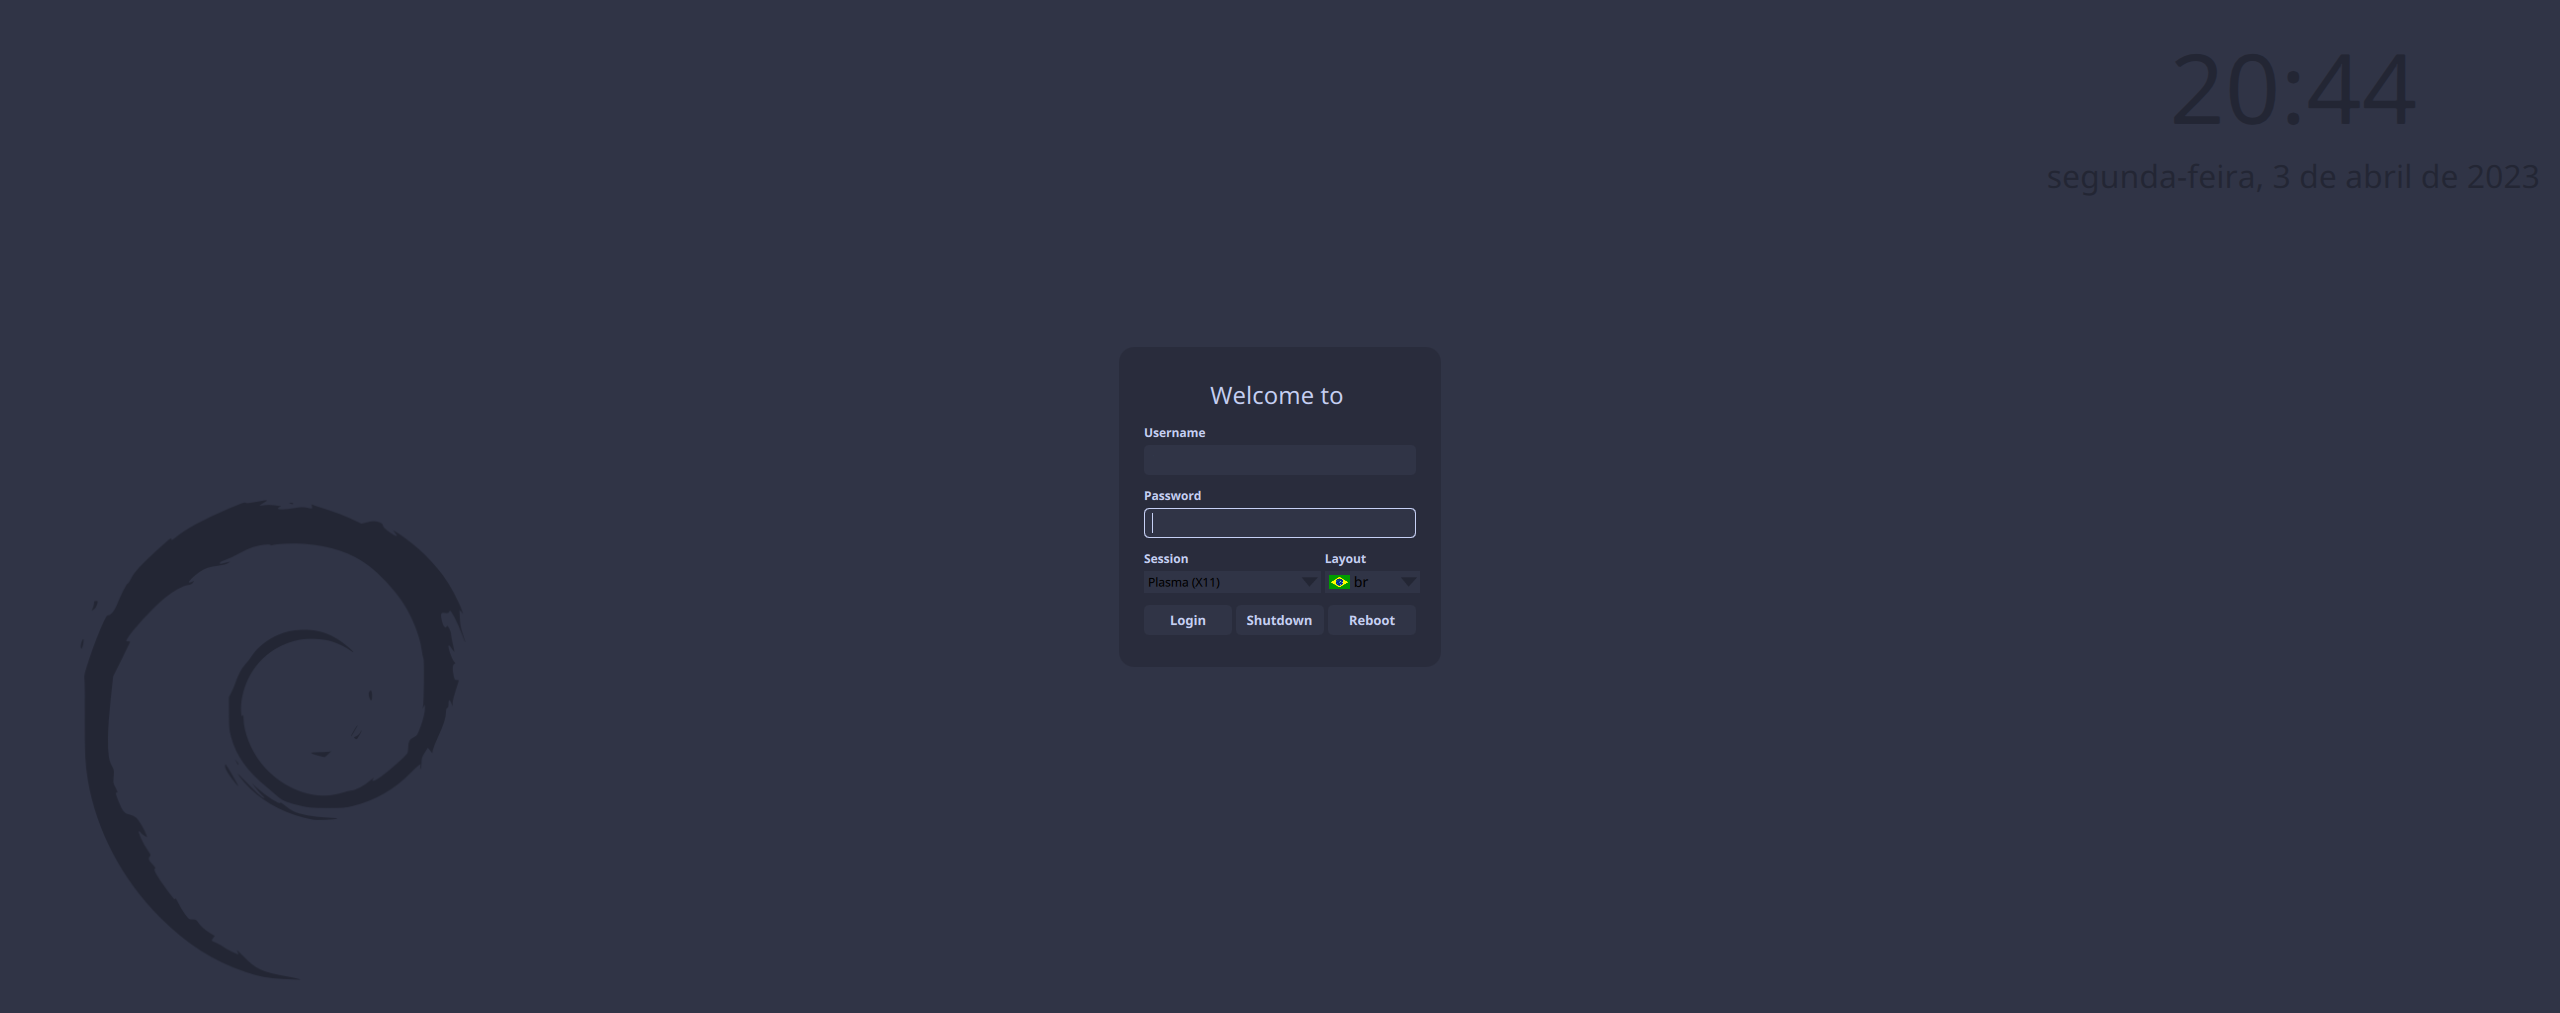 20:44
segunda-feira, 3 de abril de 2023
Welcome to
Username
Password
Session Layout
Plasma (X11) br
Login Shutdown Reboot